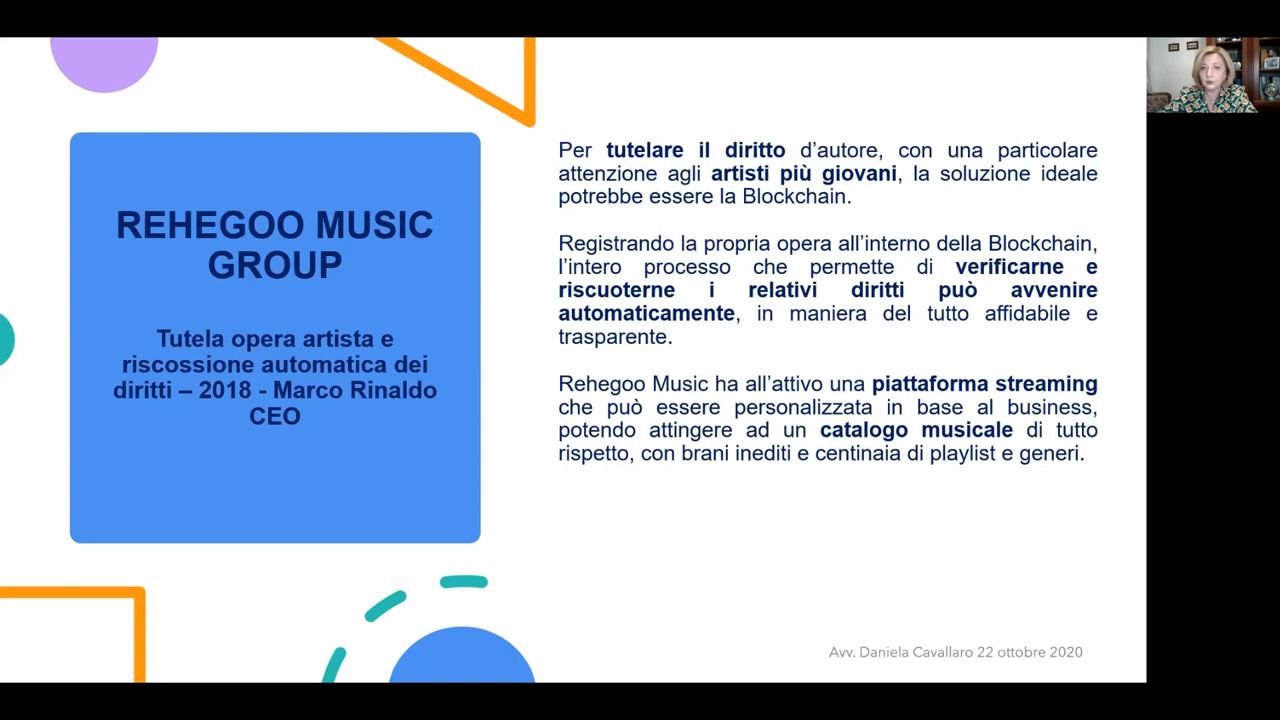 REHEGOO MUSIC
GROUP
Tutela opera artista e
riscossione automatica dei
diritti – 2018 - Marco Rinaldo
CEO
Per tutelare il diritto d’autore, con una particolare
attenzione agli artisti più giovani, la soluzione ideale
potrebbe essere la Blockchain.
Registrando la propria opera all’interno della Blockchain,
l’intero processo che permette di verificarne e
riscuoterne i relativi diritti può avvenire
automaticamente, in maniera del tutto affidabile e
trasparente.
Rehegoo Music ha all’attivo una piattaforma streaming
che può essere personalizzata in base al business,
potendo attingere ad un catalogo musicale di tutto
rispetto, con brani inediti e centinaia di playlist e generi.
Avv. Daniela Cavallaro 22 ottobre 2020